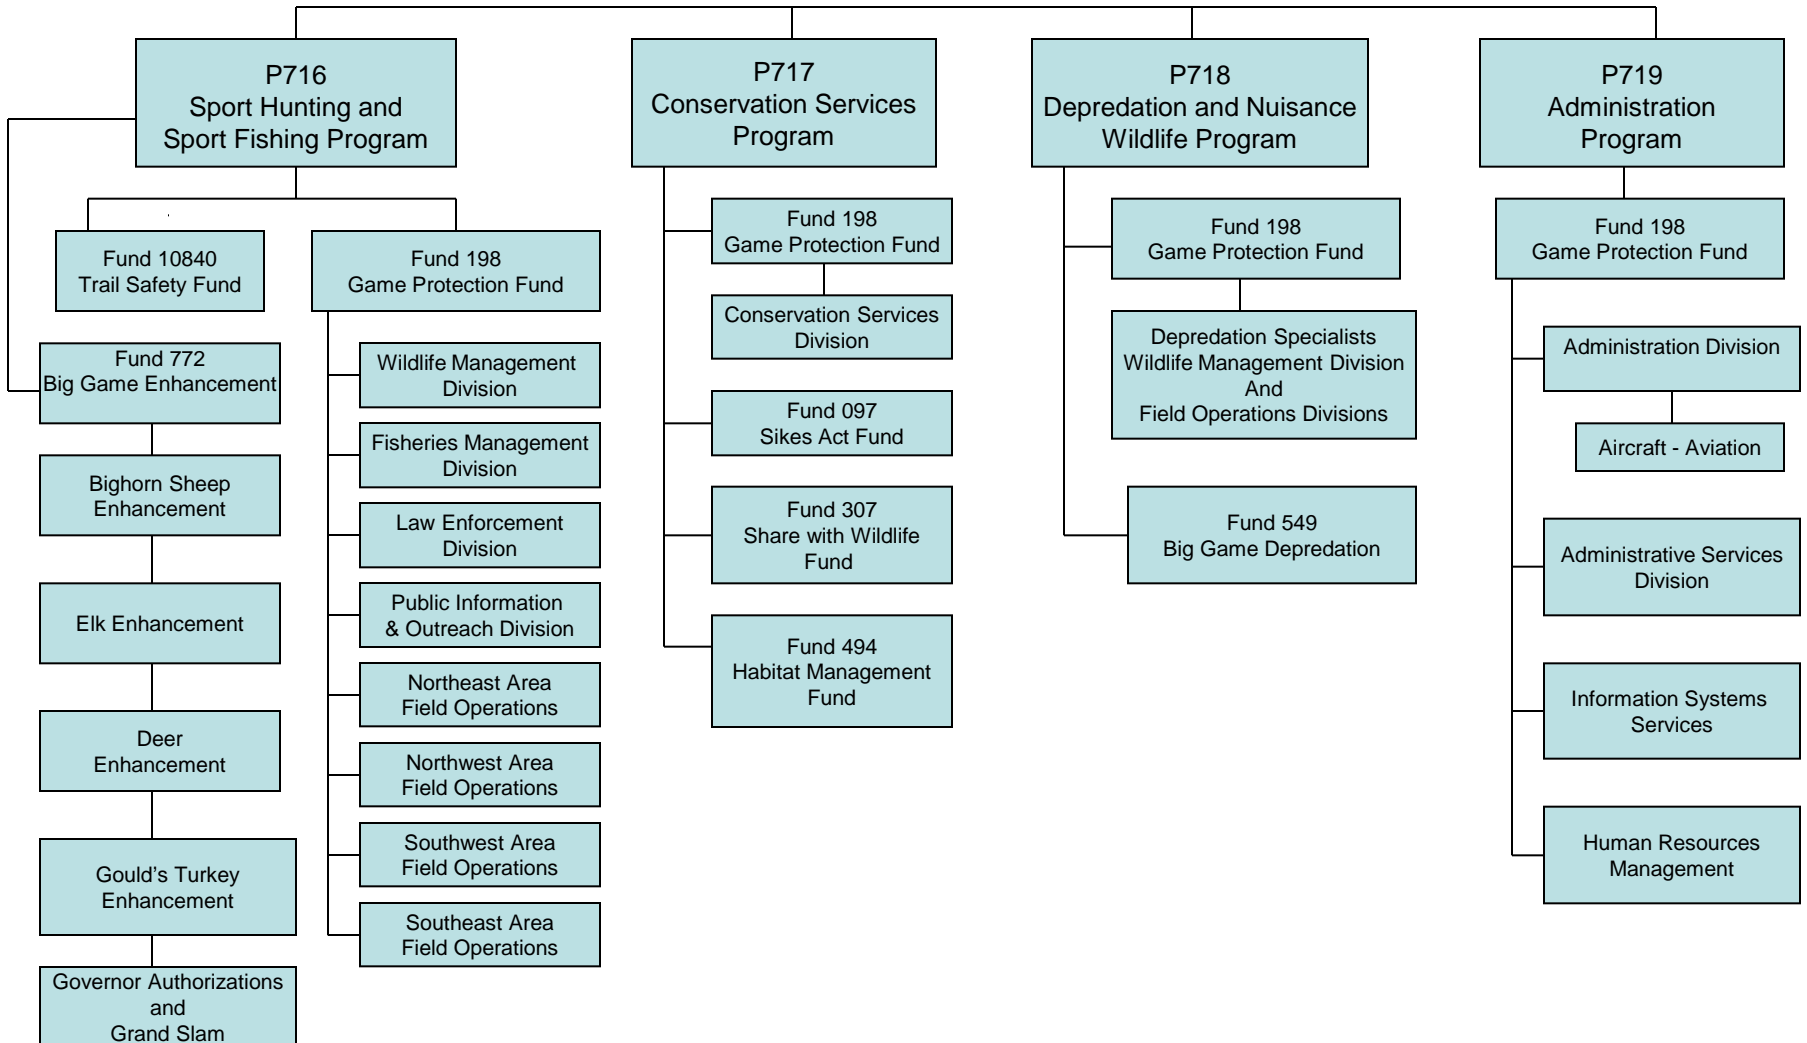 P716
Sport Hunting and
Sport Fishing Program
P717
Conservation Services
Program
P718
Depredation and Nuisance
Wildlife Program
P719
Administration
Program
Fund 10840
Trail Safety Fund
Fund 198
Game Protection Fund
Fund 772
Big Game Enhancement
Bighorn Sheep
Enhancement
Elk Enhancement
Deer
Enhancement
Gould’s Turkey
Enhancement
Governor Authorizations
and
Grand Slam
Wildlife Management
Division
Fisheries Management
Division
Law Enforcement
Division
Public Information
& Outreach Division
Northeast Area
Field Operations
Northwest Area
Field Operations
Southwest Area
Field Operations
Southeast Area
Field Operations
Fund 198
Game Protection Fund
Conservation Services
Division
Fund 097
Sikes Act Fund
Fund 307
Share with Wildlife
Fund
Fund 494
Habitat Management
Fund
Fund 198
Game Protection Fund
Depredation Specialists
Wildlife Management Division
And
Field Operations Divisions
Fund 549
Big Game Depredation
Fund 198
Game Protection Fund
Administration Division
Aircraft - Aviation
Administrative Services
Division
Information Systems
Services
Human Resources
Management